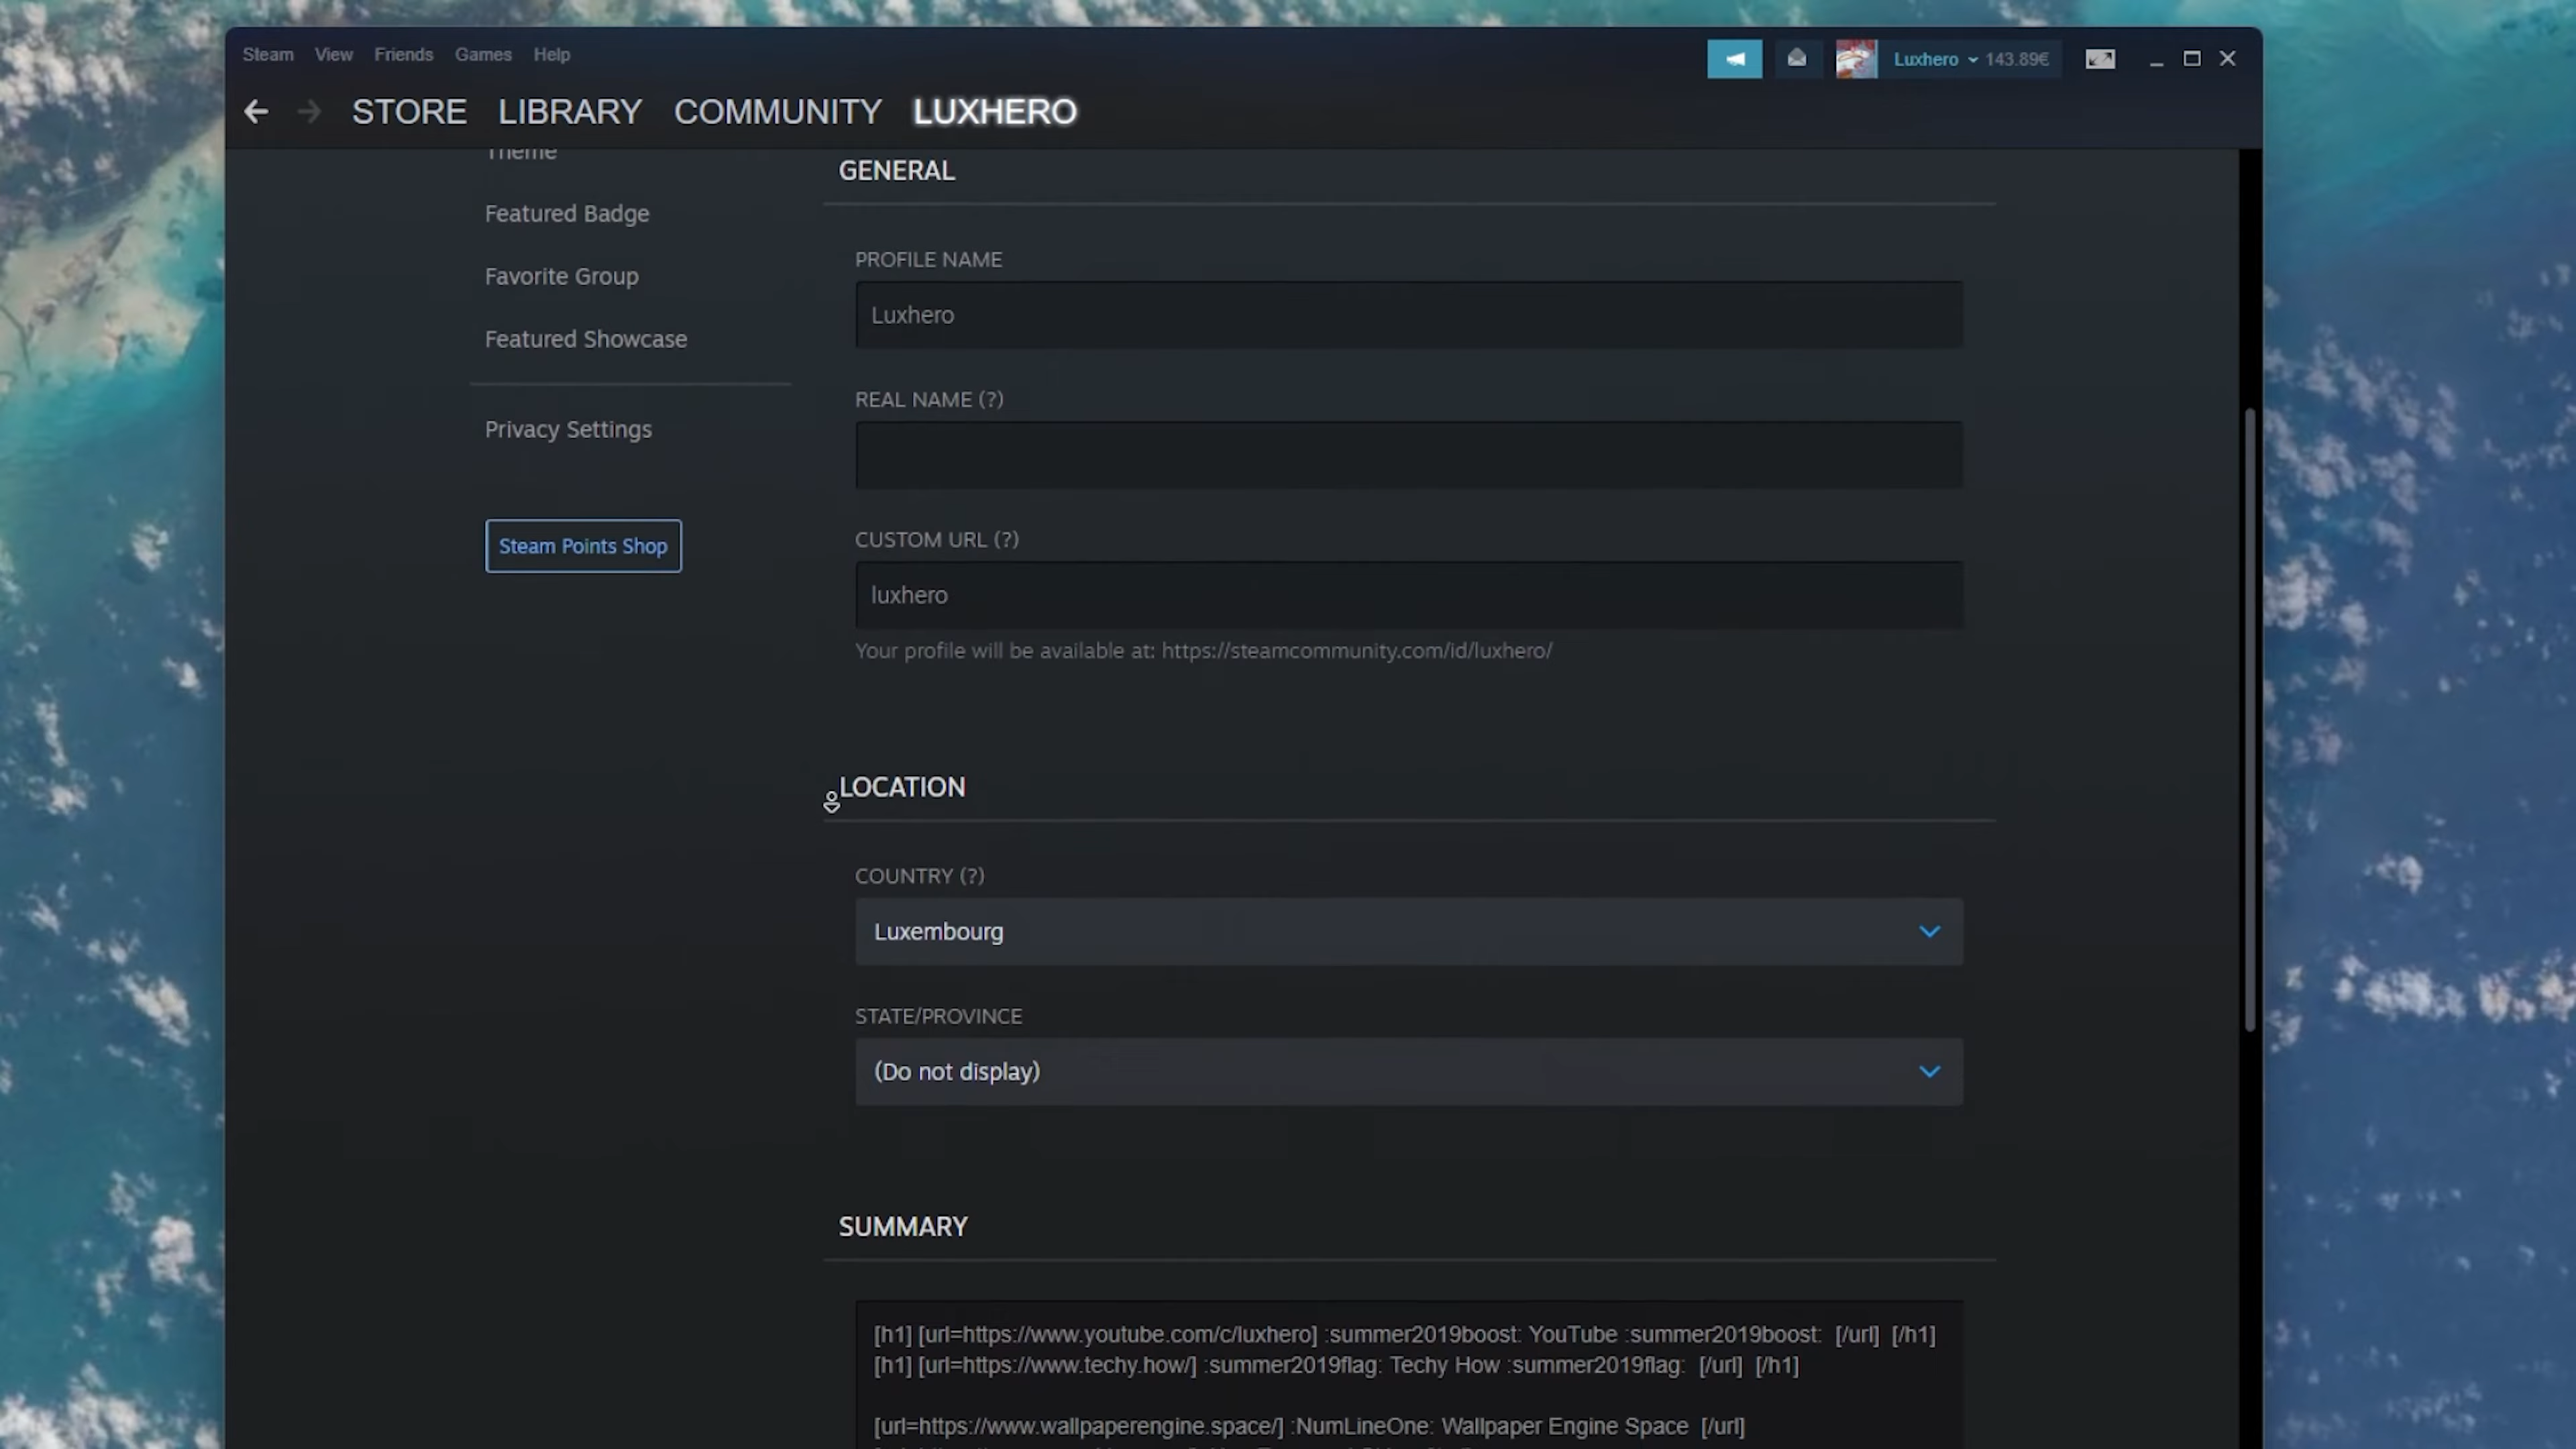 Steam View Friends Games Help
Luxhero 143.89€
STORE LIBRARY COMMUNITY LUXHERO
Theme
Featured Badge
Favorite Group
Featured Showcase
Privacy Settings
Steam Points Shop
GENERAL
PROFILE NAME
Luxhero
REAL NAME (?)
CUSTOM URL (?)
luxhero
Your profile will be available at: https://steamcommunity.com/id/luxhero/
LOCATION
COUNTRY (?)
Luxembourg
STATE/PROVINCE
(Do not display)
SUMMARY
[h1] [url=https://www.youtube.com/c/luxhero] :summer2019boost: YouTube :summer2019boost: [/url] [/h1]
[h1] [url=https://www.techy.how/] :summer2019flag: Techy How :summer2019flag: [/url] [/h1]
[url=https://www.wallpaperengine.space/] :NumLineOne: Wallpaper Engine Space [/url]